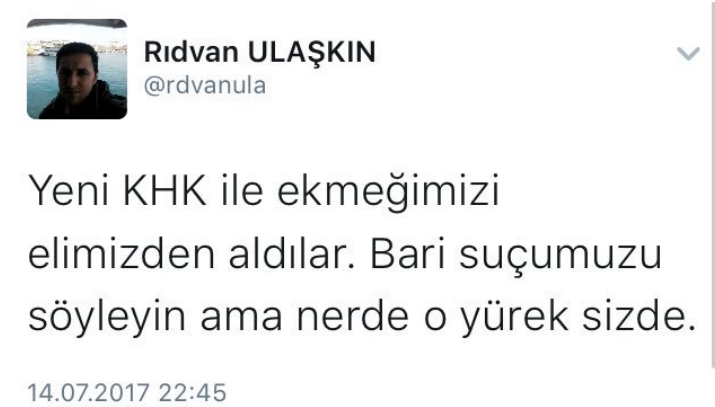 Rıdvan ULAŞKIN
@rdvanula
Yeni KHK ile ekmeğimizi
elimizden aldılar. Bari suçumuzu
söyleyin ama nerde o yürek sizde.
14.07.2017 22:45